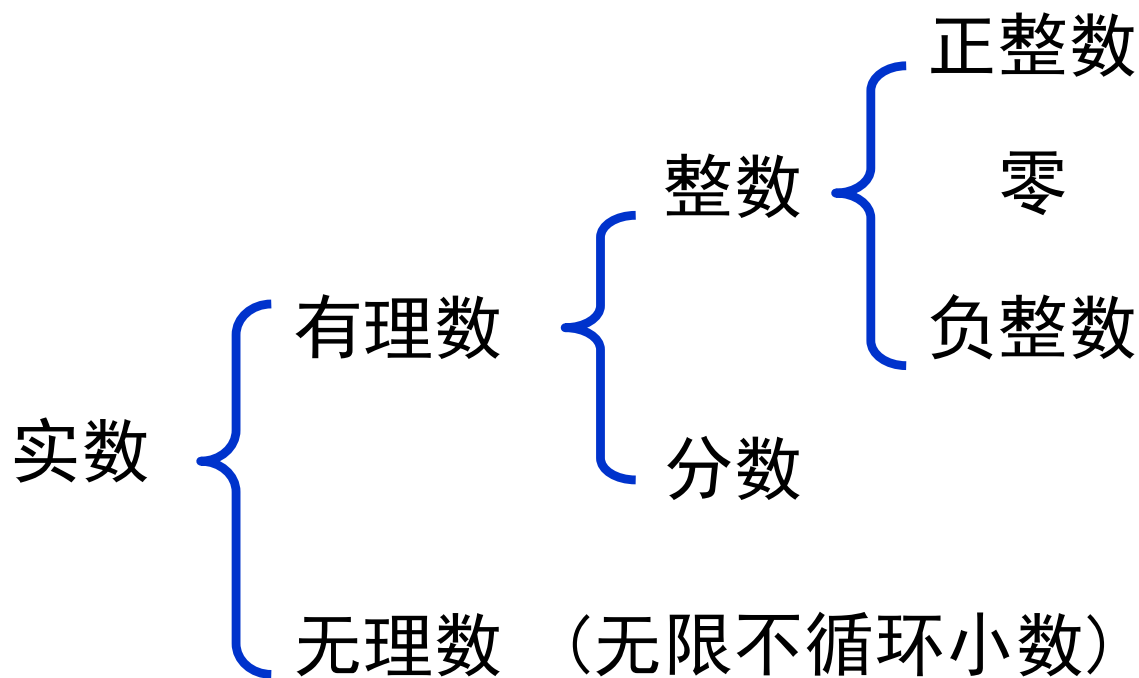 正整数
整数
零
有理数
负整数
实数
分数
无理数 （无限不循环小数）